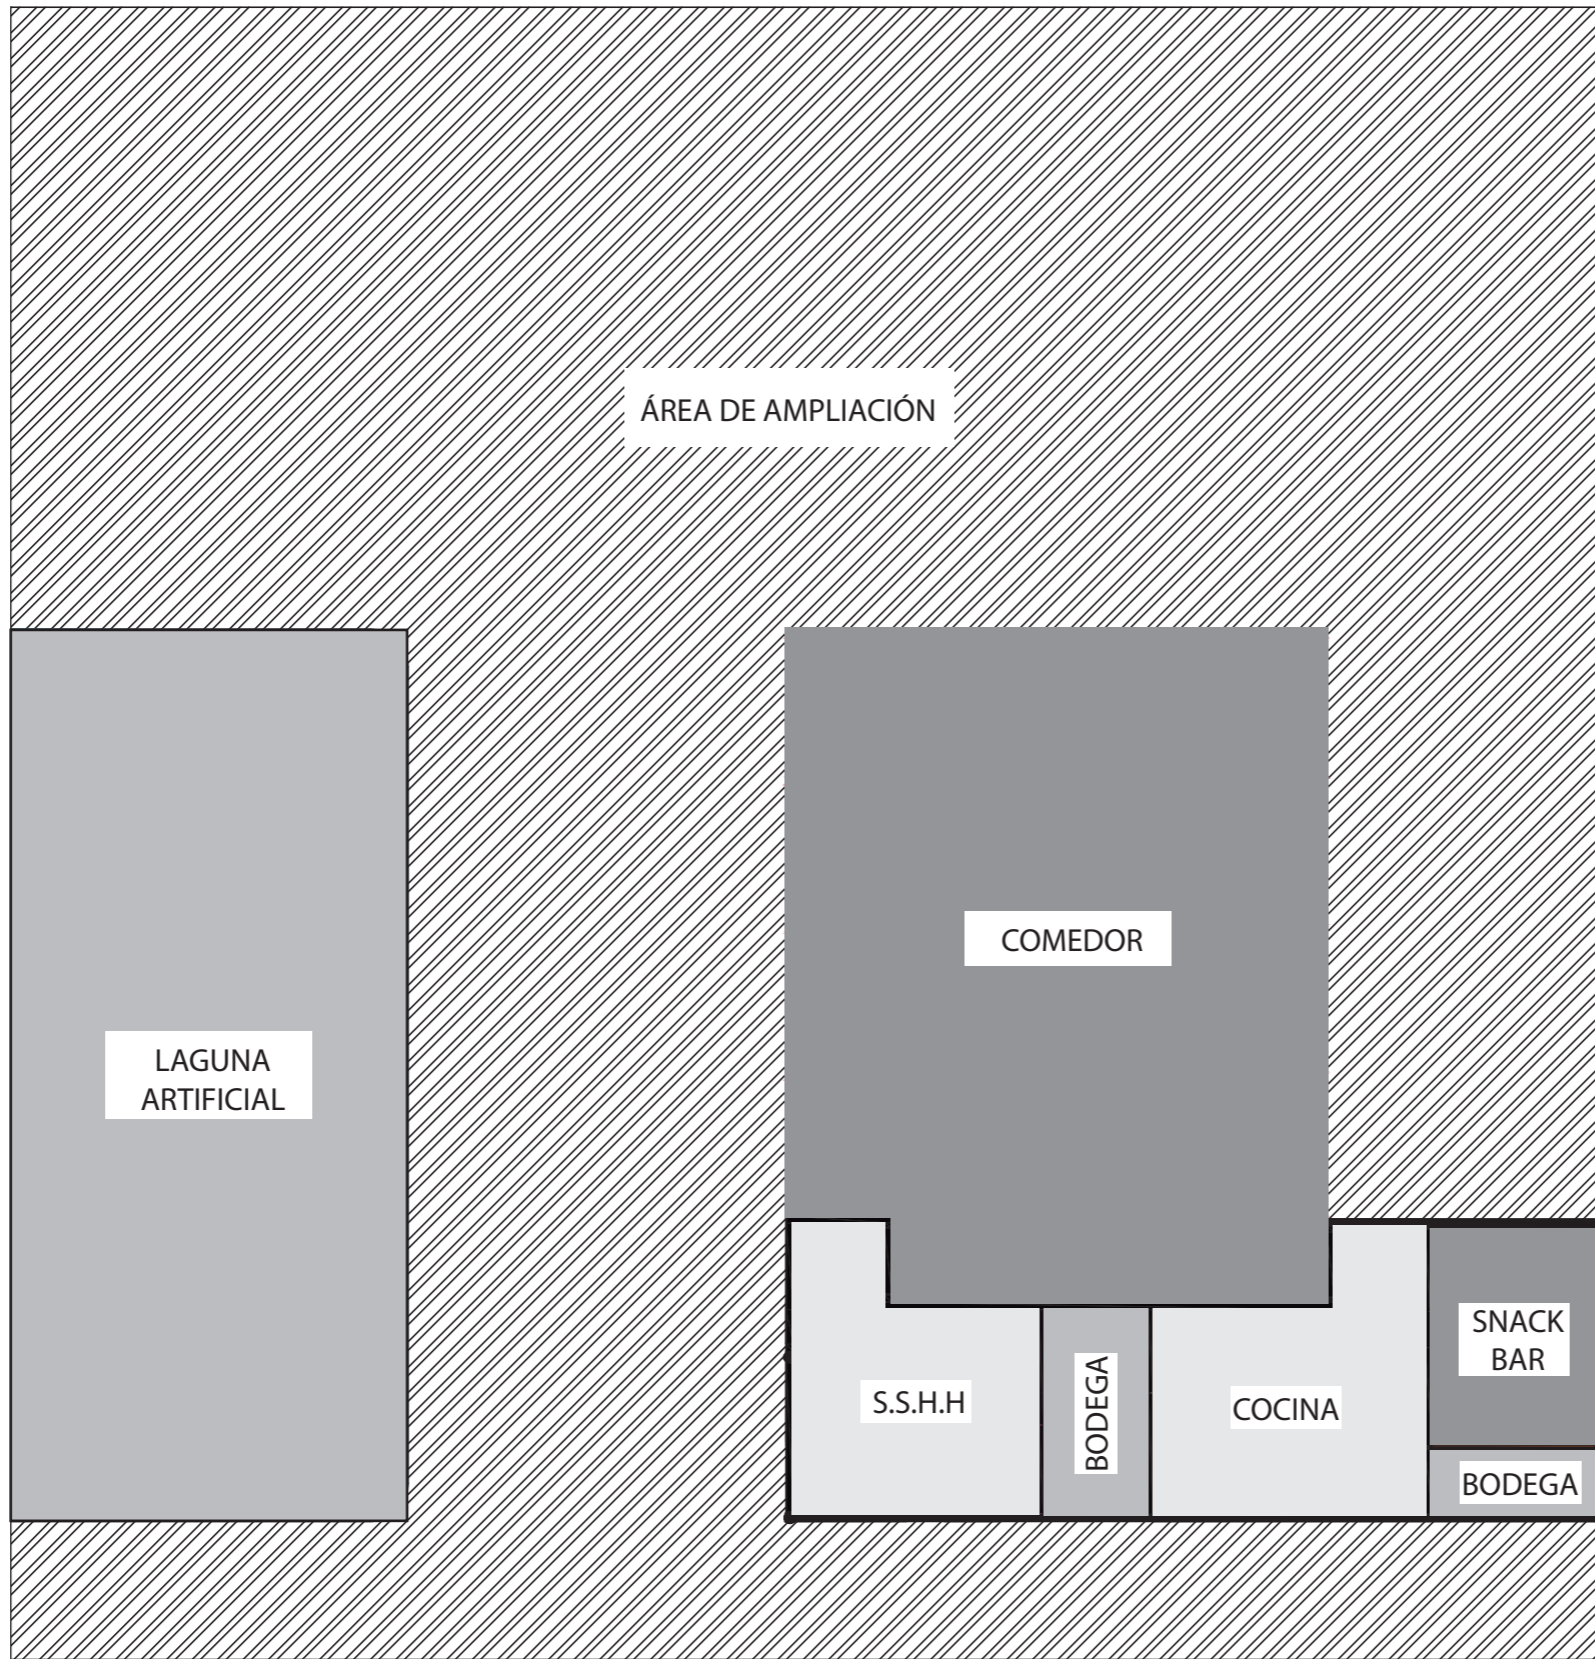 ÁREA DE AMPLIACIÓN
COMEDOR
LAGUNA
ARTIFICIAL
SNACK
BAR
S.S.H.H
BODEGA
COCINA
BODEGA